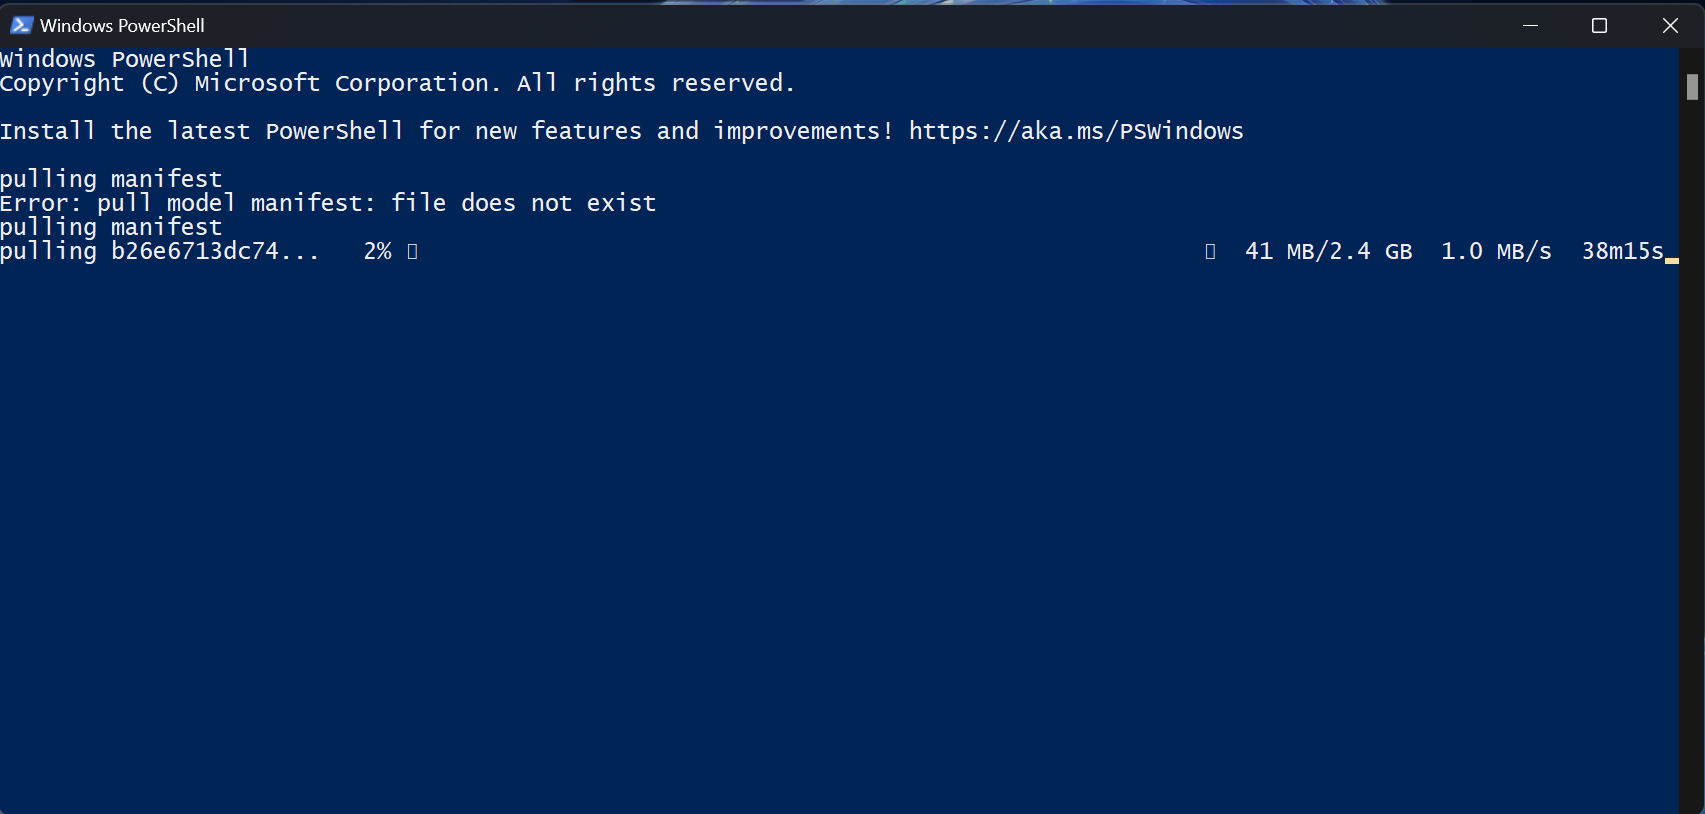 Windows PowerShell
Windows PowerShell
Copyright (C) Microsoft Corporation. All rights reserved.
Install the latest PowerShell for new features and improvements! https://aka.ms/PSWindows
pulling manifest
Error: pull model manifest: file does not exist
pulling manifest
pulling b26e6713dc74...   2% ▯ ▯  41 MB/2.4 GB  1.0 MB/s  38m15s